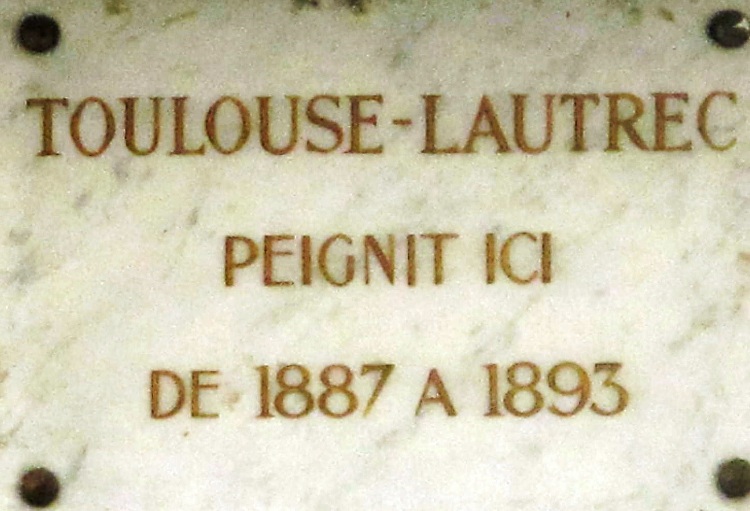 TOULOUSE-LAUTREC
PEIGNIT ICI
DE 1887 A 1893